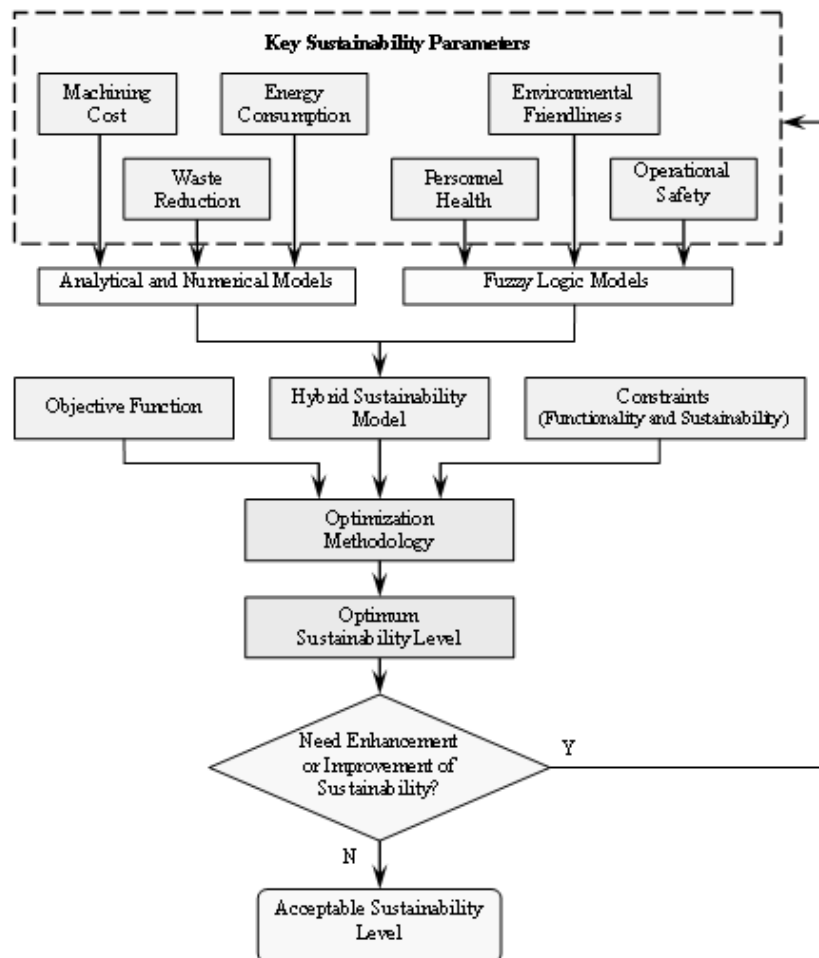 Key Sustainability Parameters
Machining
Cost
Energy
Consumption
Environmental
Friendliness
Waste
Reduction
Personnel
Health
Operational
Safety
Analytical and Numerical Models
Fuzzy Logic Models
Objective Function
Hybrid Sustainability
Model
Constraints
(Functionality and Sustainability)
Optimization
Methodology
Optimum
Sustainability Level
Need Enhancement
or Improvement of
Sustainability?
Y
N
Acceptable Sustainability
Level